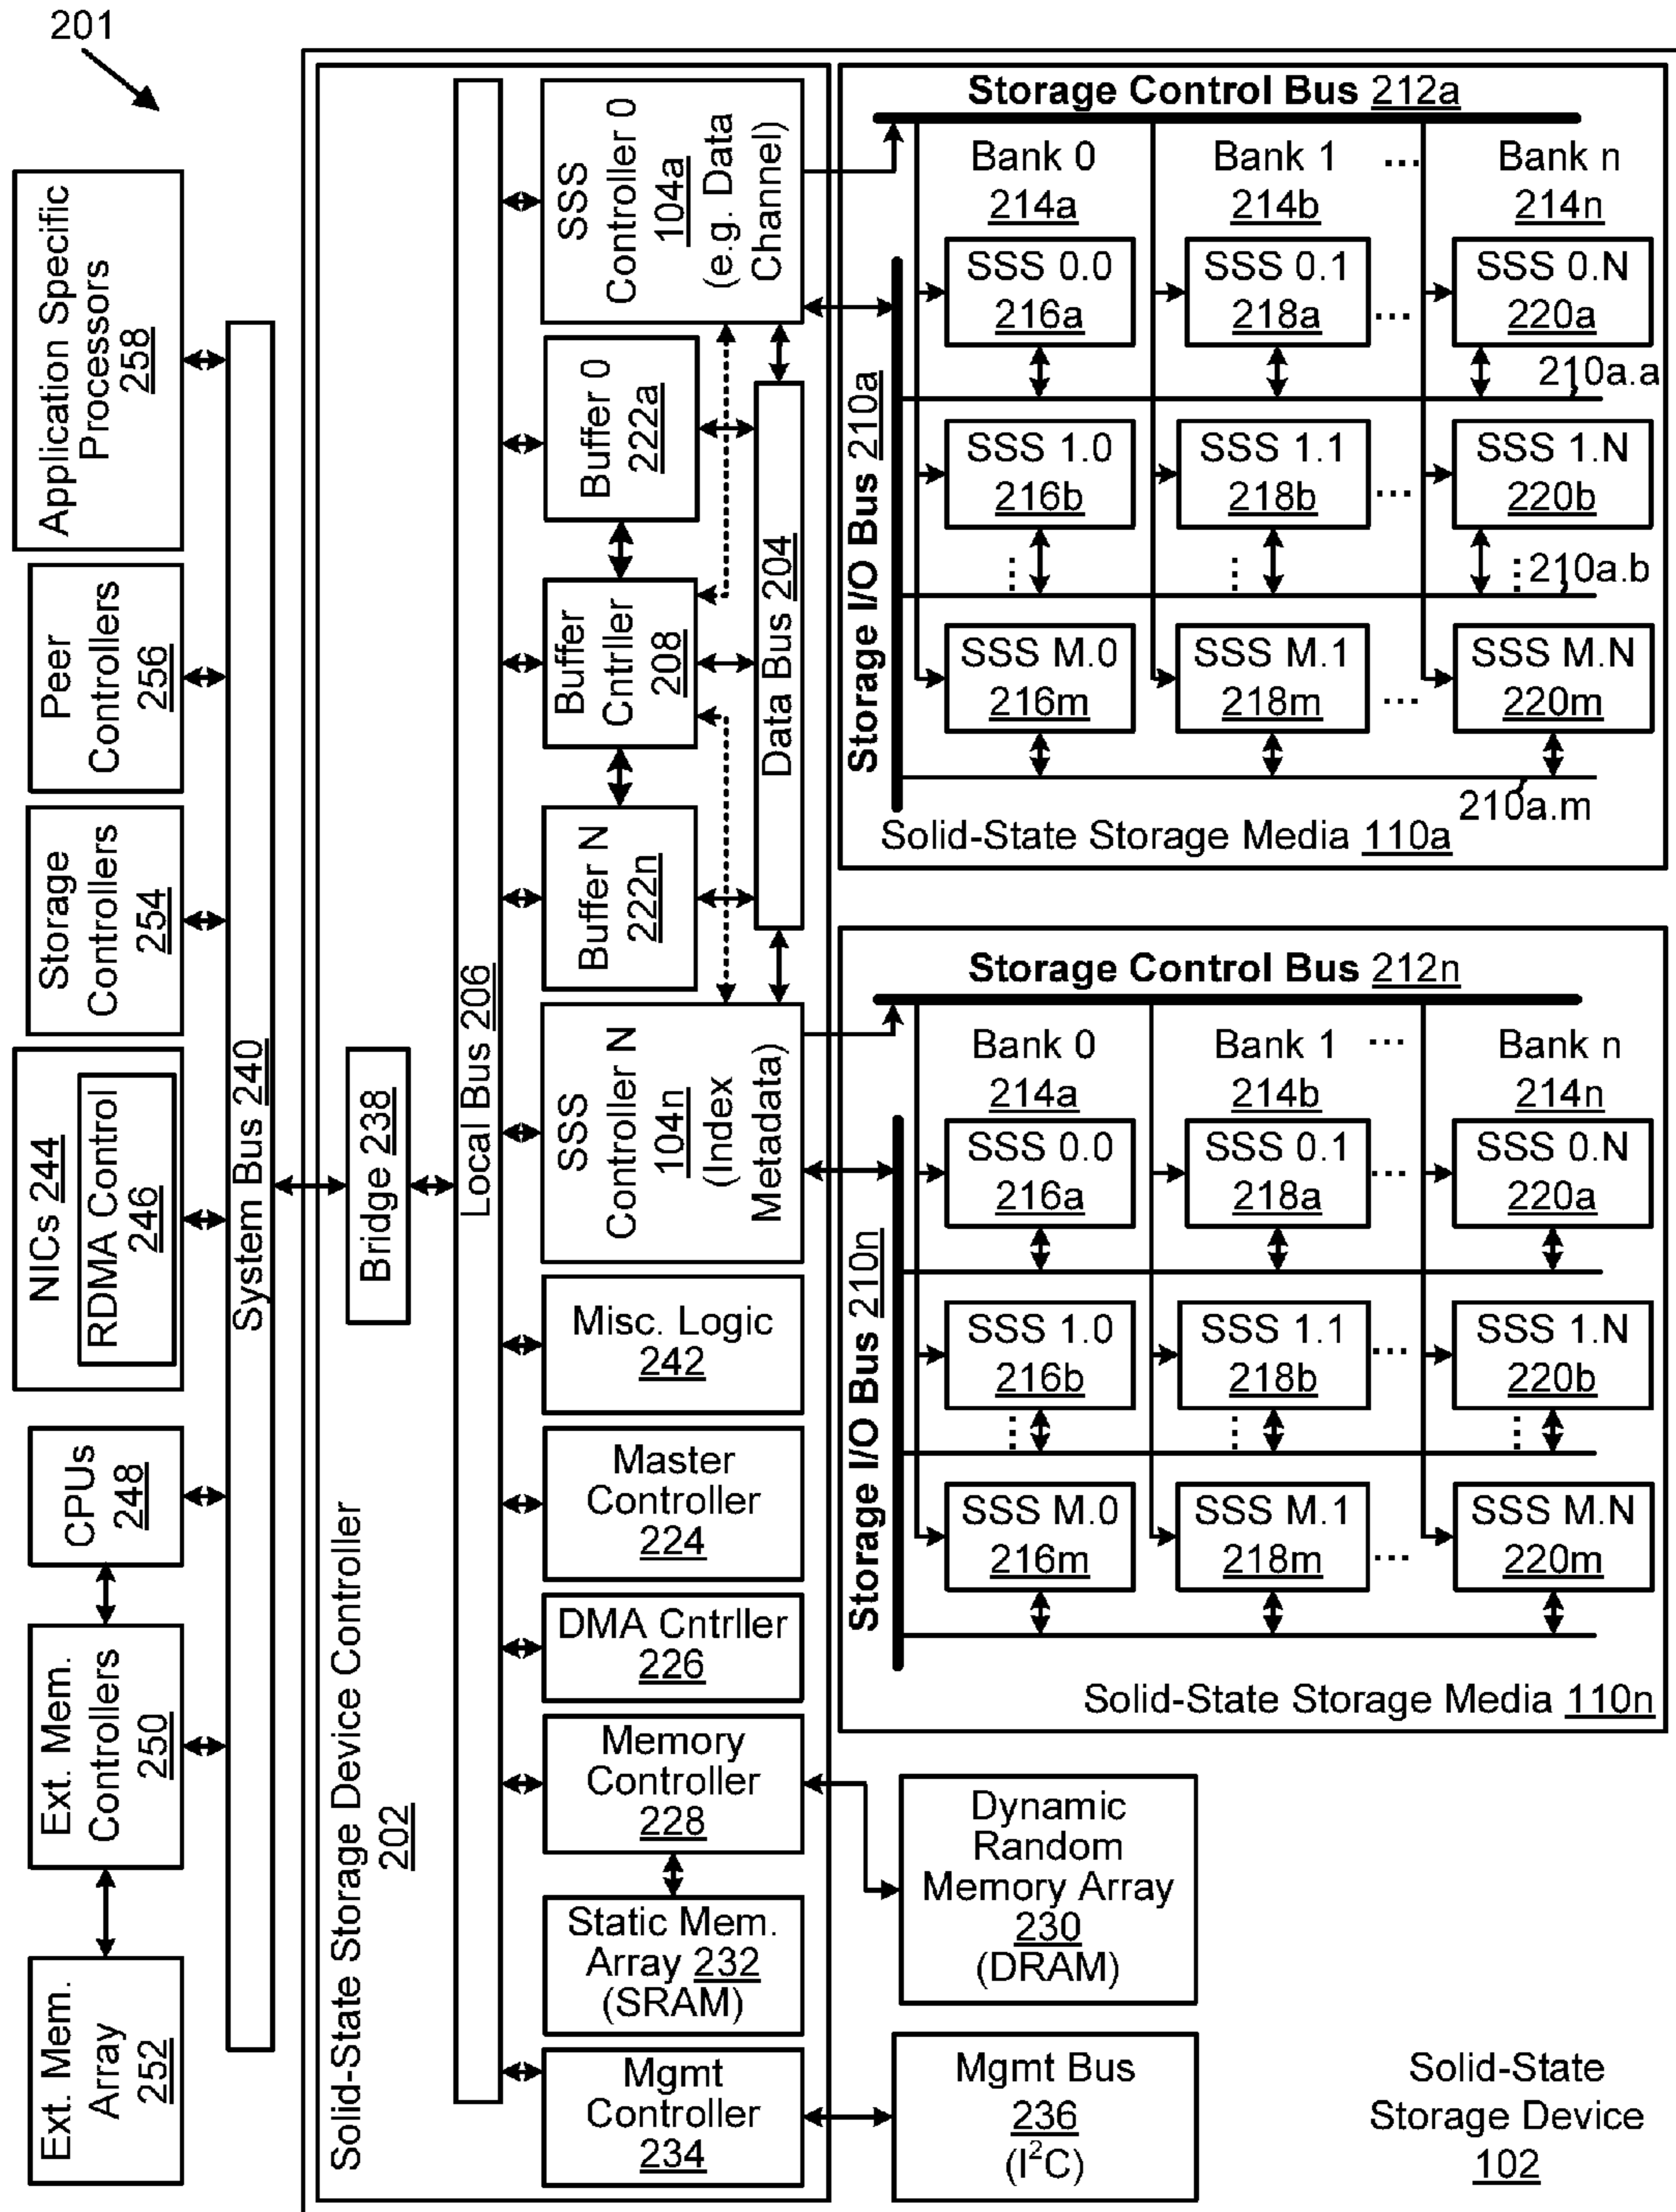 201
Application Specific
Processors
258
Peer
Controllers
256
Storage
Controllers
254
NICs 244
RDMA Control
246
CPUs
248
Ext. Mem.
Controllers
250
Ext. Mem.
Array
252
System Bus 240
Solid-State Storage Device Controller
202
Bridge 238
Local Bus 206
SSS
Controller 0
104a
(e.g. Data
Channel)
Buffer 0
222a
Buffer
Cntrller
208
Buffer N
222n
Data Bus 204
SSS
Controller N
104n
(Index
Metadata)
Misc. Logic
242
Master
Controller
224
DMA Cntrller
226
Memory
Controller
228
Static Mem.
Array 232
(SRAM)
Mgmt
Controller
234
Storage Control Bus 212a
Bank 0
214a
Bank 1
214b
...
Bank n
214n
Storage I/O Bus 210a
SSS 0.0
216a
SSS 0.1
218a
...
SSS 0.N
220a
210a.a
SSS 1.0
216b
SSS 1.1
218b
...
SSS 1.N
220b
...
...
...
210a.b
SSS M.0
216m
SSS M.1
218m
...
SSS M.N
220m
210a.m
Solid-State Storage Media 110a
Storage Control Bus 212n
Bank 0
214a
Bank 1
214b
...
Bank n
214n
Storage I/O Bus 210n
SSS 0.0
216a
SSS 0.1
218a
...
SSS 0.N
220a
SSS 1.0
216b
SSS 1.1
218b
...
SSS 1.N
220b
...
...
...
SSS M.0
216m
SSS M.1
218m
...
SSS M.N
220m
Solid-State Storage Media 110n
Dynamic
Random
Memory Array
230
(DRAM)
Mgmt Bus
236
(I²C)
Solid-State
Storage Device
102